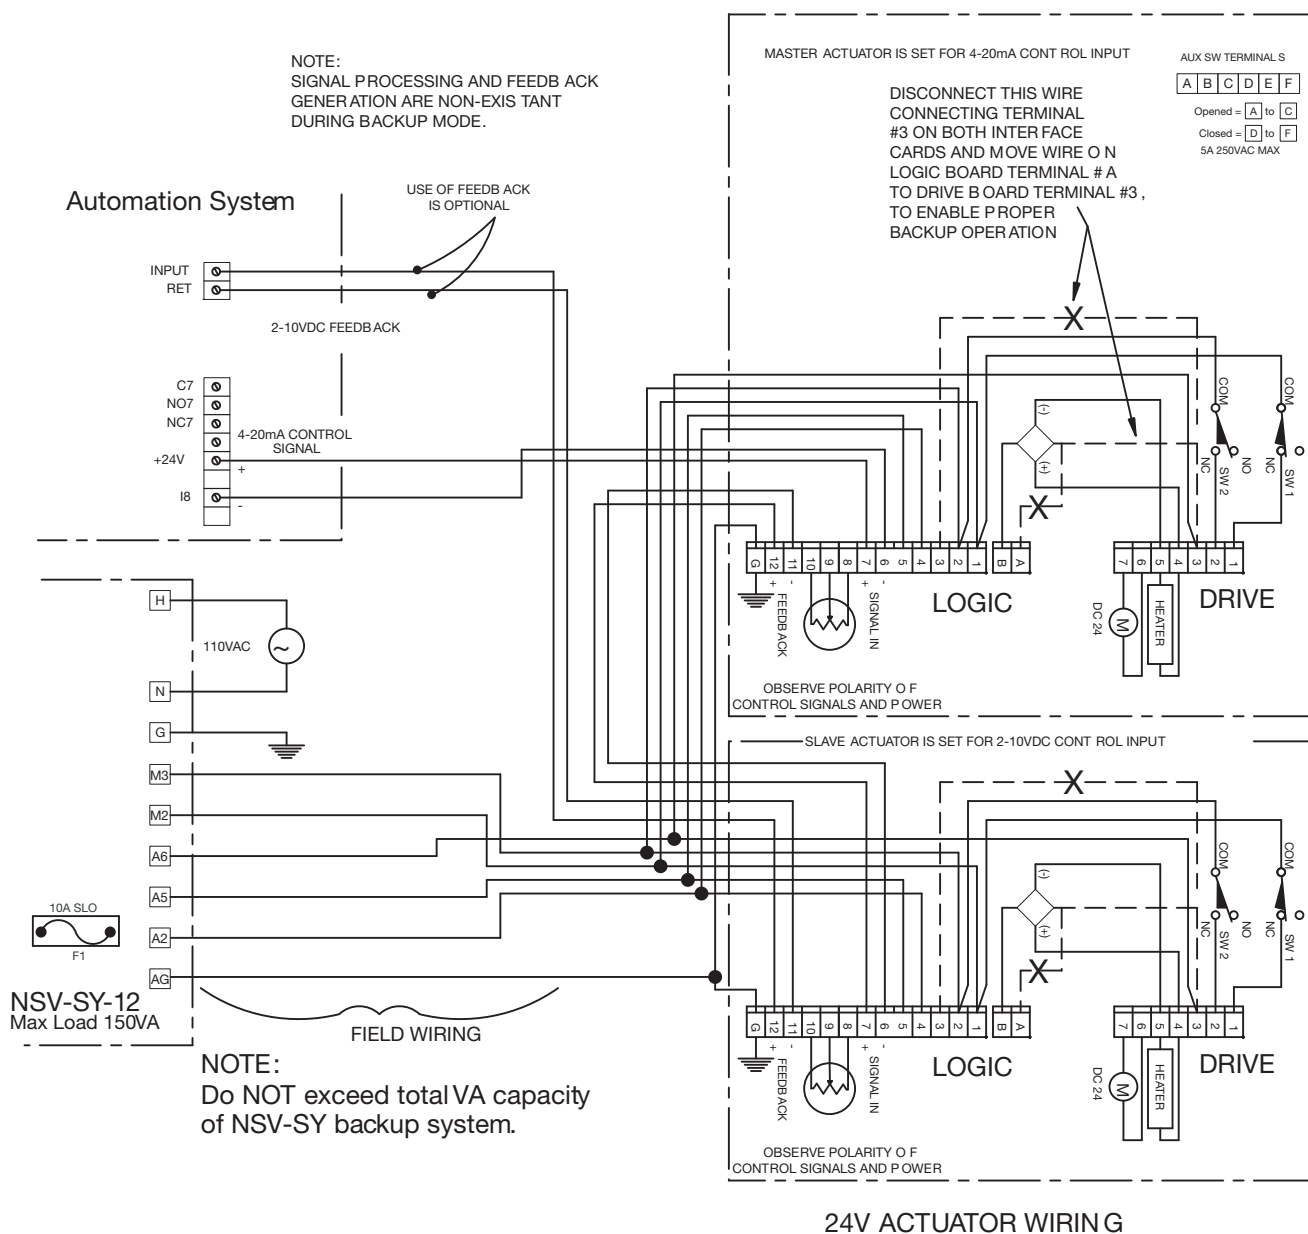 MASTER ACTUATOR IS SET FOR 4-20mA CONT ROL INPUT
AUX SW TERMINAL S
A B C D E F
Opened = A to C
Closed = D to F
5A 250VAC MAX
NOTE:
SIGNAL PROCESSING AND FEEDB ACK
GENER ATION ARE NON-EXIS TANT
DURING BACKUP MODE.
DISCONNECT THIS WIRE
CONNECTING TERMINAL
#3 ON BOTH INTER FACE
CARDS AND MOVE WIRE O N
LOGIC BOARD TERMINAL # A
TO DRIVE B OARD TERMINAL #3 ,
TO ENABLE P ROPER
BACKUP OPER ATION
Automation System
USE OF FEEDB ACK
IS OPTIONAL
INPUT
RET
2-10VDC FEEDB ACK
C7
NO7
NC7
4-20mA CONTROL
SIGNAL
+24V
+
I8
-
X
COM
COM
(-)
(+)
NC
SW 2
NO
NC
SW 1
X
G 12 11 10 9 8 7 6 5 4 3 2 1
B A
7 6 5 4 3 2 1
+ -
FEEDB ACK
+ -
SIGNAL IN
LOGIC
DC 24
M
HEATER
DRIVE
OBSERVE POLARITY O F
CONTROL SIGNALS AND P OWER
H
110VAC
~
N
G
M3
M2
A6
A5
A2
AG
10A SLO
F1
NSV-SY-12
Max Load 150VA
FIELD WIRING
NOTE:
Do NOT exceed total VA capacity
of NSV-SY backup system.
SLAVE ACTUATOR IS SET FOR 2-10VDC CONT ROL INPUT
X
COM
COM
(-)
(+)
NC
SW 2
NO
NC
SW 1
X
G 12 11 10 9 8 7 6 5 4 3 2 1
B A
7 6 5 4 3 2 1
+ -
FEEDB ACK
+ -
SIGNAL IN
LOGIC
DC 24
M
HEATER
DRIVE
OBSERVE POLARITY O F
CONTROL SIGNALS AND P OWER
24V ACTUATOR WIRIN G